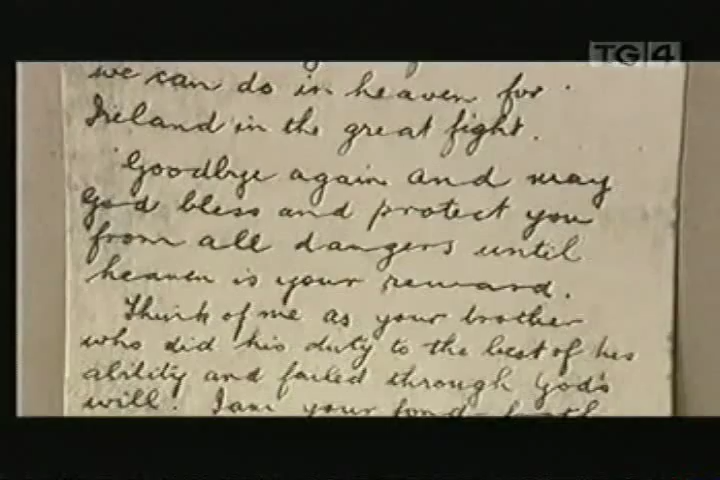 TG4
we can do in heaven for
Ireland in the great fight.
Goodbye again and may
God bless and protect you
from all dangers until
heaven is your reward.
Think of me as your brother
who did his duty to the best of his
ability and failed through God's
will. I am your fond